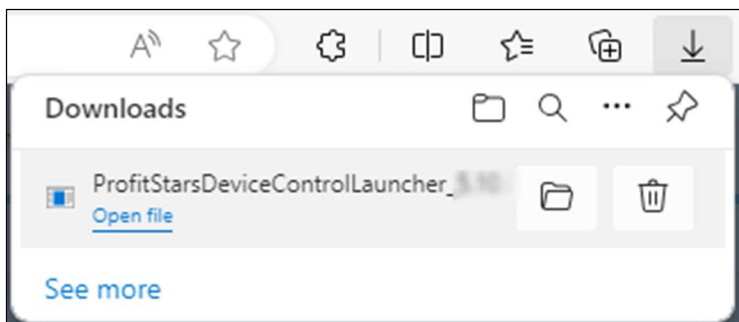 Downloads
ProfitStarsDeviceControlLauncher_
Open file
See more